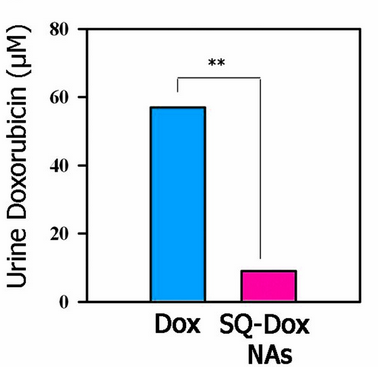 Urine Doxorubicin (µM)
80
60
40
20
0
**
Dox
SQ-Dox
NAs